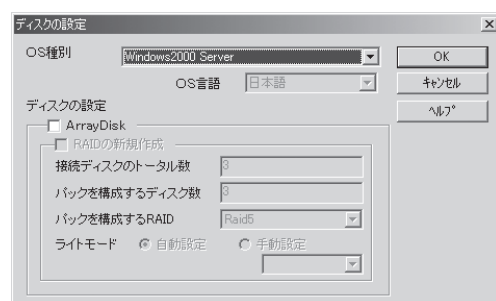 ディスクの設定
OS種別 Windows2000 Server
OK
OS言語 日本語
キャンセル
ディスクの設定
ヘルプ
ArrayDisk
RAIDの新規作成
接続ディスクのトータル数 3
パックを構成するディスク数 3
パックを構成するRAID Raid5
ライトモード 自動設定 手動設定